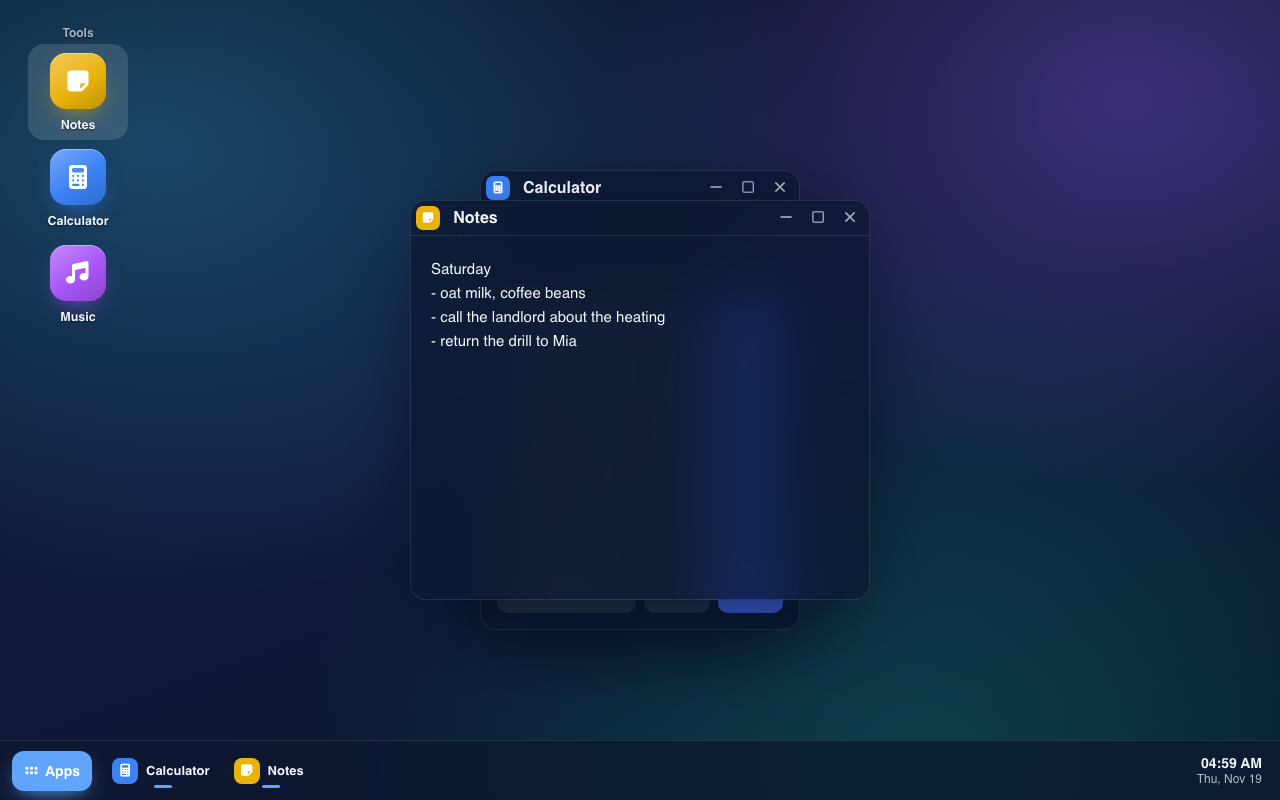 Tools
Notes
Calculator
Music
Calculator
Notes
Saturday
- oat milk, coffee beans
- call the landlord about the heating
- return the drill to Mia
Apps
Calculator
Notes
04:59 AM
Thu, Nov 19